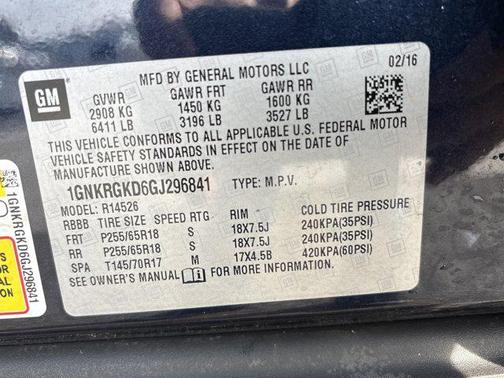 MFD BY GENERAL MOTORS LLC
02/16
GM
GVWR GAWR FRT GAWR RR
2908 KG 1450 KG 1600 KG
6411 LB 3196 LB 3527 LB
THIS VEHICLE CONFORMS TO ALL APPLICABLE U.S. FEDERAL MOTOR
VEHICLE SAFETY STANDARDS IN EFFECT ON THE DATE OF
MANUFACTURE SHOWN ABOVE.
1GNKRGKD6GJ296841 TYPE: M.P.V.
MODEL: R14526
RBBB TIRE SIZE SPEED RTG RIM COLD TIRE PRESSURE
FRT P255/65R18 S 18X7.5J 240KPA(35PSI)
RR P255/65R18 S 18X7.5J 240KPA(35PSI)
SPA T145/70R17 M 17X4.5B 420KPA(60PSI)
SEE OWNER'S MANUAL FOR MORE INFORMATION.
1GNKRGKD6GJ296841